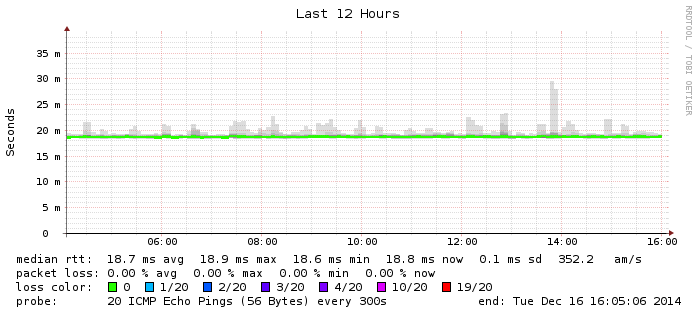 Last 12 Hours
RRDTOOL / TOBI OETIKER
Seconds
35 m
30 m
25 m
20 m
15 m
10 m
5 m
0
06:00 08:00 10:00 12:00 14:00 16:00
median rtt: 18.7 ms avg 18.9 ms max 18.6 ms min 18.8 ms now 0.1 ms sd 352.2 am/s
packet loss: 0.00 % avg 0.00 % max 0.00 % min 0.00 % now
loss color: 0 1/20 2/20 3/20 4/20 10/20 19/20
probe: 20 ICMP Echo Pings (56 Bytes) every 300s end: Tue Dec 16 16:05:06 2014